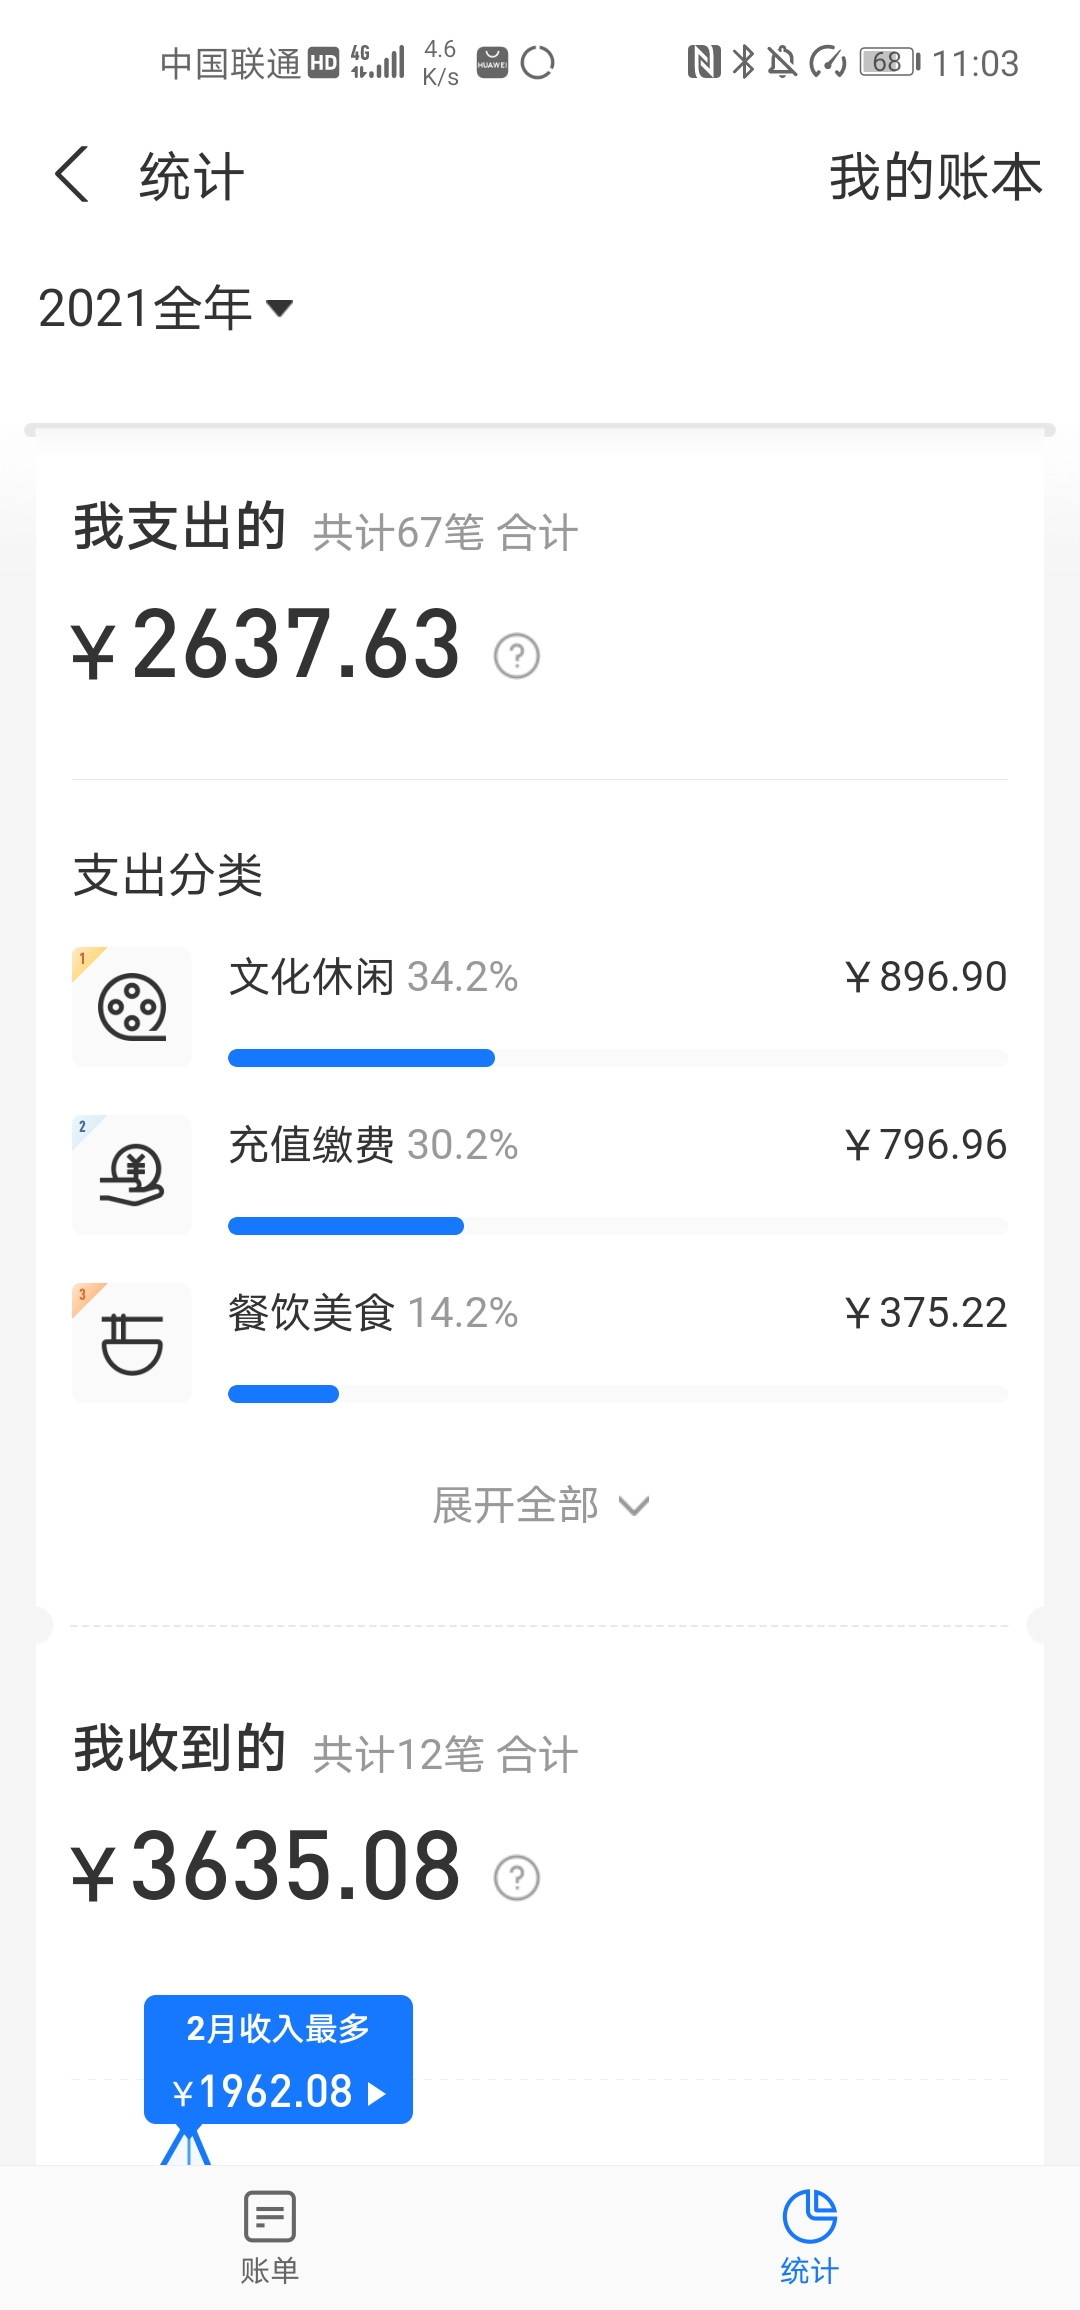 中国联通 HD 4G 4.6 K/s HUAWEI 68 11:03
统计 我的账本
2021全年
我支出的 共计67笔 合计
￥2637.63 ?
支出分类
1
文化休闲 34.2% ￥896.90
2
充值缴费 30.2% ￥796.96
3
餐饮美食 14.2% ￥375.22
展开全部
我收到的 共计12笔 合计
￥3635.08 ?
2月收入最多
￥1962.08
账单 统计